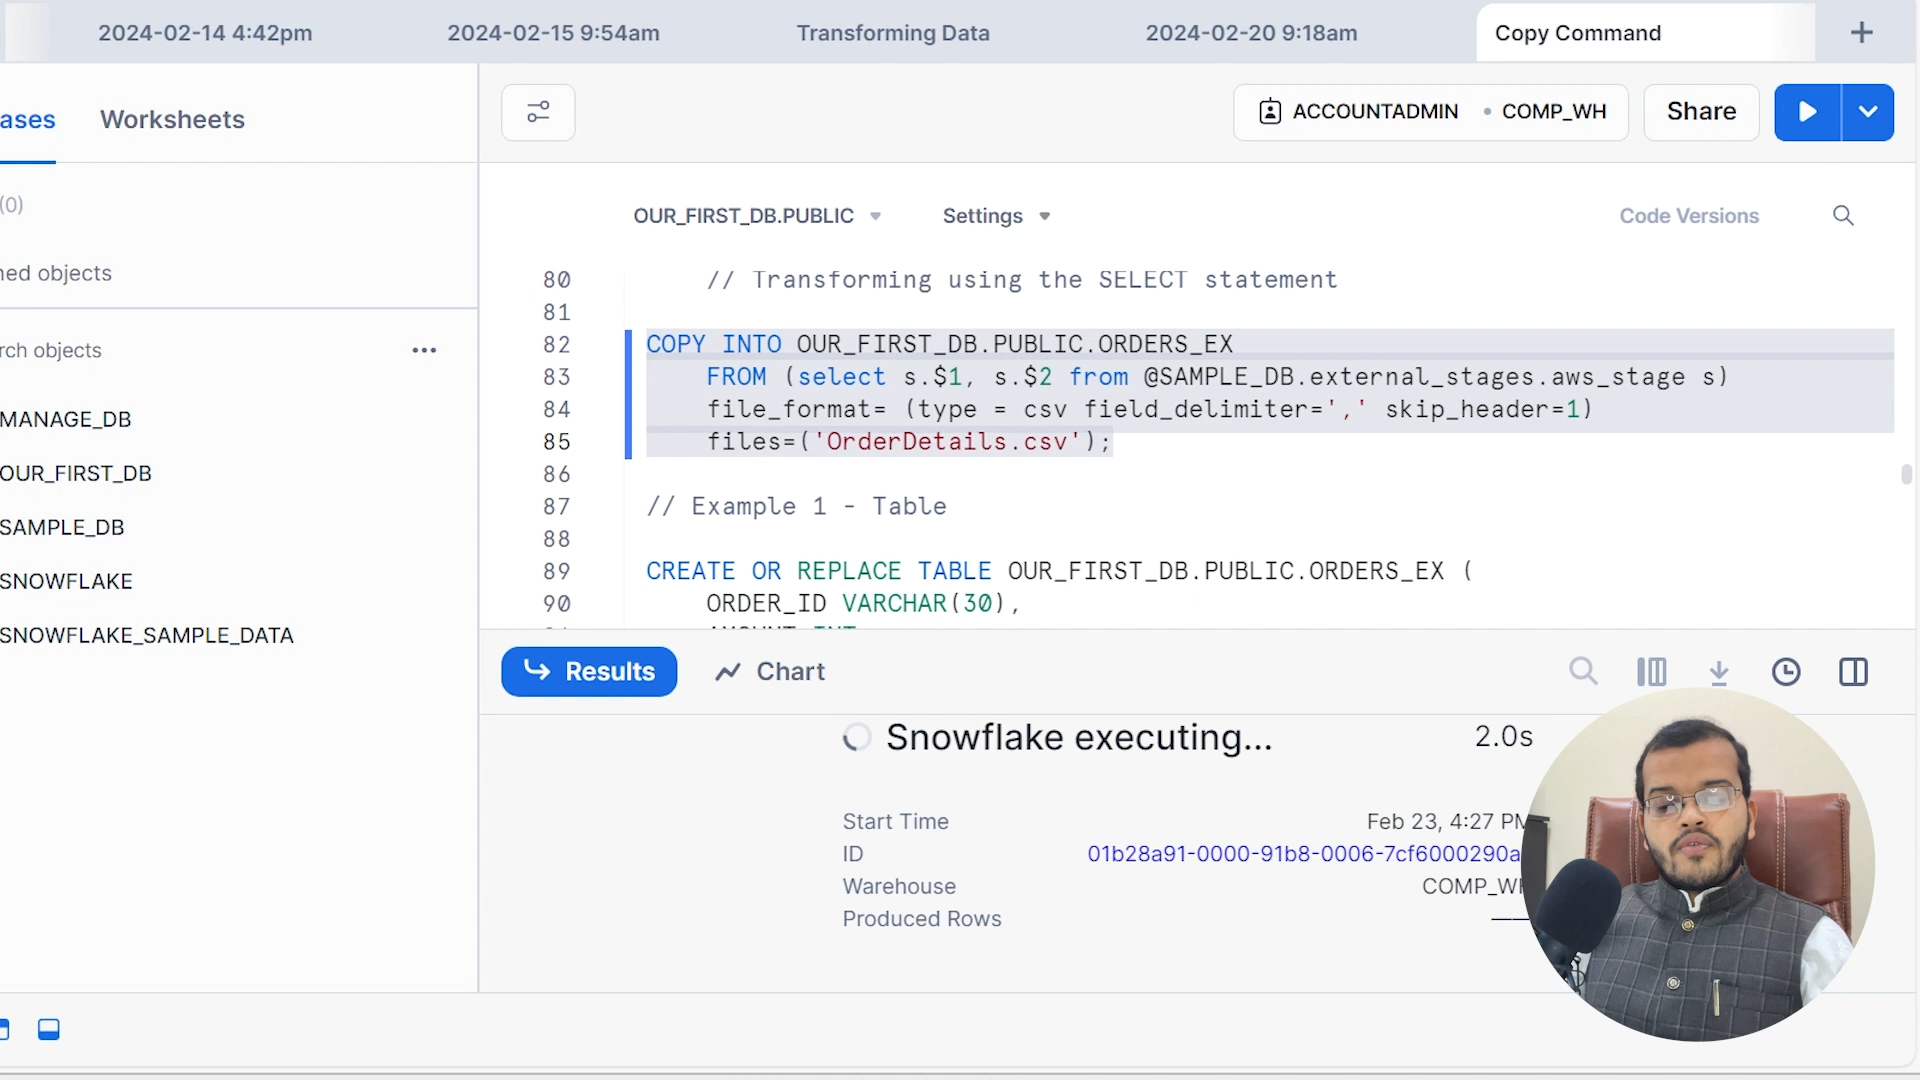 2024-02-14 4:42pm 2024-02-15 9:54am Transforming Data 2024-02-20 9:18am Copy Command +
ases Worksheets
ACCOUNTADMIN • COMP_WH Share
(0)
OUR_FIRST_DB.PUBLIC Settings Code Versions
ned objects
rch objects
MANAGE_DB
OUR_FIRST_DB
SAMPLE_DB
SNOWFLAKE
SNOWFLAKE_SAMPLE_DATA
80 // Transforming using the SELECT statement
81
82 COPY INTO OUR_FIRST_DB.PUBLIC.ORDERS_EX
83 FROM (select s.$1, s.$2 from @SAMPLE_DB.external_stages.aws_stage s)
84 file_format= (type = csv field_delimiter=',' skip_header=1)
85 files=('OrderDetails.csv');
86
87 // Example 1 - Table
88
89 CREATE OR REPLACE TABLE OUR_FIRST_DB.PUBLIC.ORDERS_EX (
90 ORDER_ID VARCHAR(30),
Results Chart
Snowflake executing... 2.0s
Start Time Feb 23, 4:27 PM
ID 01b28a91-0000-91b8-0006-7cf6000290a
Warehouse COMP_WH
Produced Rows